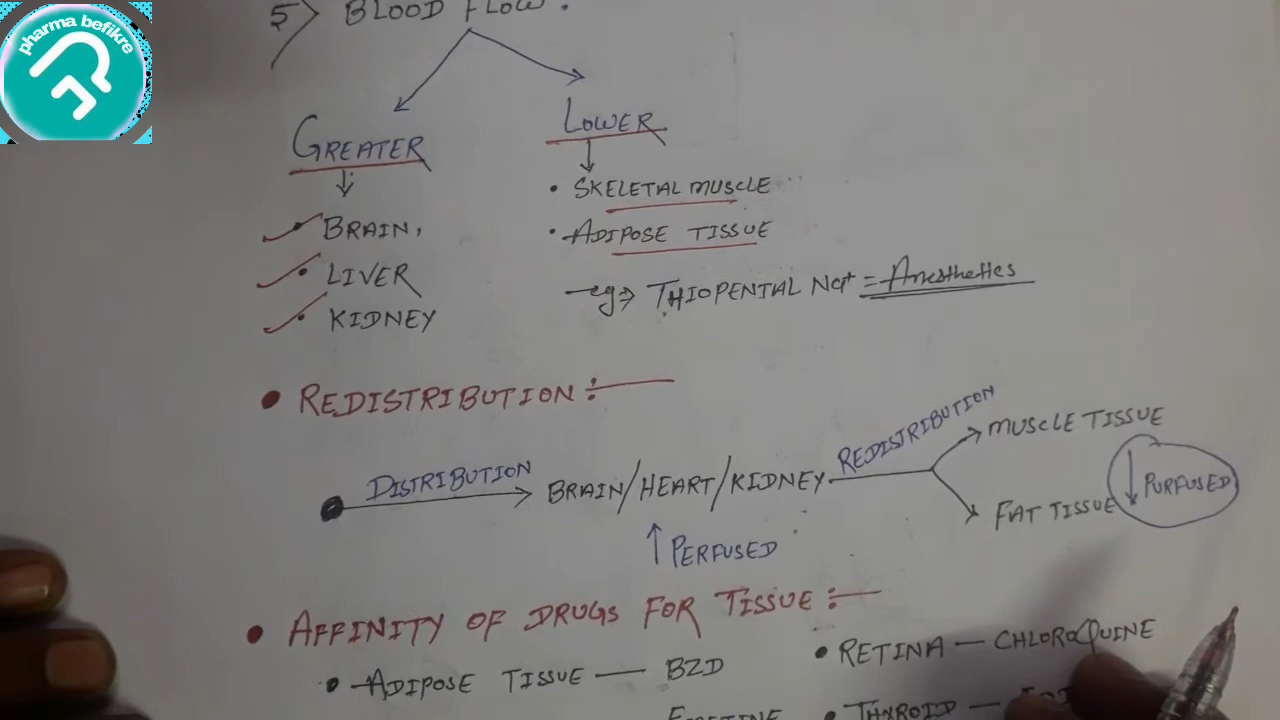 pharma befikre
5> BLOOD FLOW:
GREATER
BRAIN,
LIVER
KIDNEY
LOWER
• SKELETAL MUSCLE
• ADIPOSE TISSUE
eg⇒ THIOPENTAL Na+ = Anesthetics
• REDISTRIBUTION :—
DISTRIBUTION → BRAIN/HEART/KIDNEY REDISTRIBUTION
↑ PERFUSED
MUSCLE TISSUE
FAT TISSUE
↓ PURFUSED
• AFFINITY OF DRUGS FOR TISSUE :—
• ADIPOSE TISSUE — BZD
• RETINA — CHLOROQUINE
• THYROID —